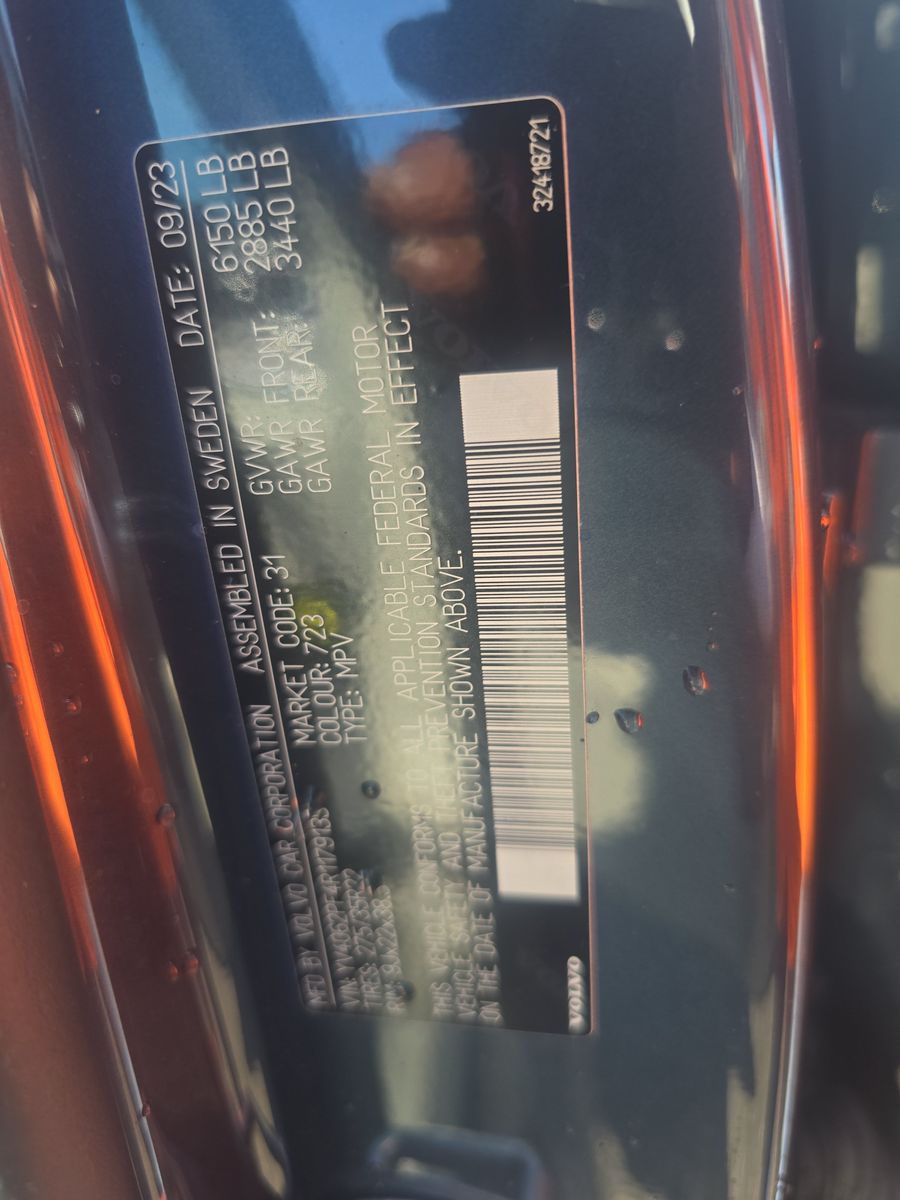 MFD BY VOLVO CAR CORPORATION ASSEMBLED IN SWEDEN DATE: 09/23
MARKET CODE: 31 GVWR: 6150 LB
COLOUR: 723 GAWR FRONT: 2885 LB
TYPE: MPV GAWR REAR: 3440 LB
VIN:
TIRES:
THIS VEHICLE CONFORMS TO ALL APPLICABLE FEDERAL MOTOR
VEHICLE SAFETY AND THEFT PREVENTION STANDARDS IN EFFECT
ON THE DATE OF MANUFACTURE SHOWN ABOVE.
VOLVO 32418721